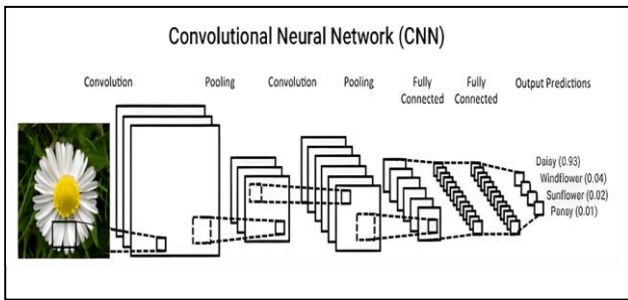 Convolutional Neural Network (CNN)
Convolution Pooling Convolution Pooling Fully Connected Fully Connected Output Predictions
Daisy (0.93)
Windflower (0.04)
Sunflower (0.02)
Pansy (0.01)